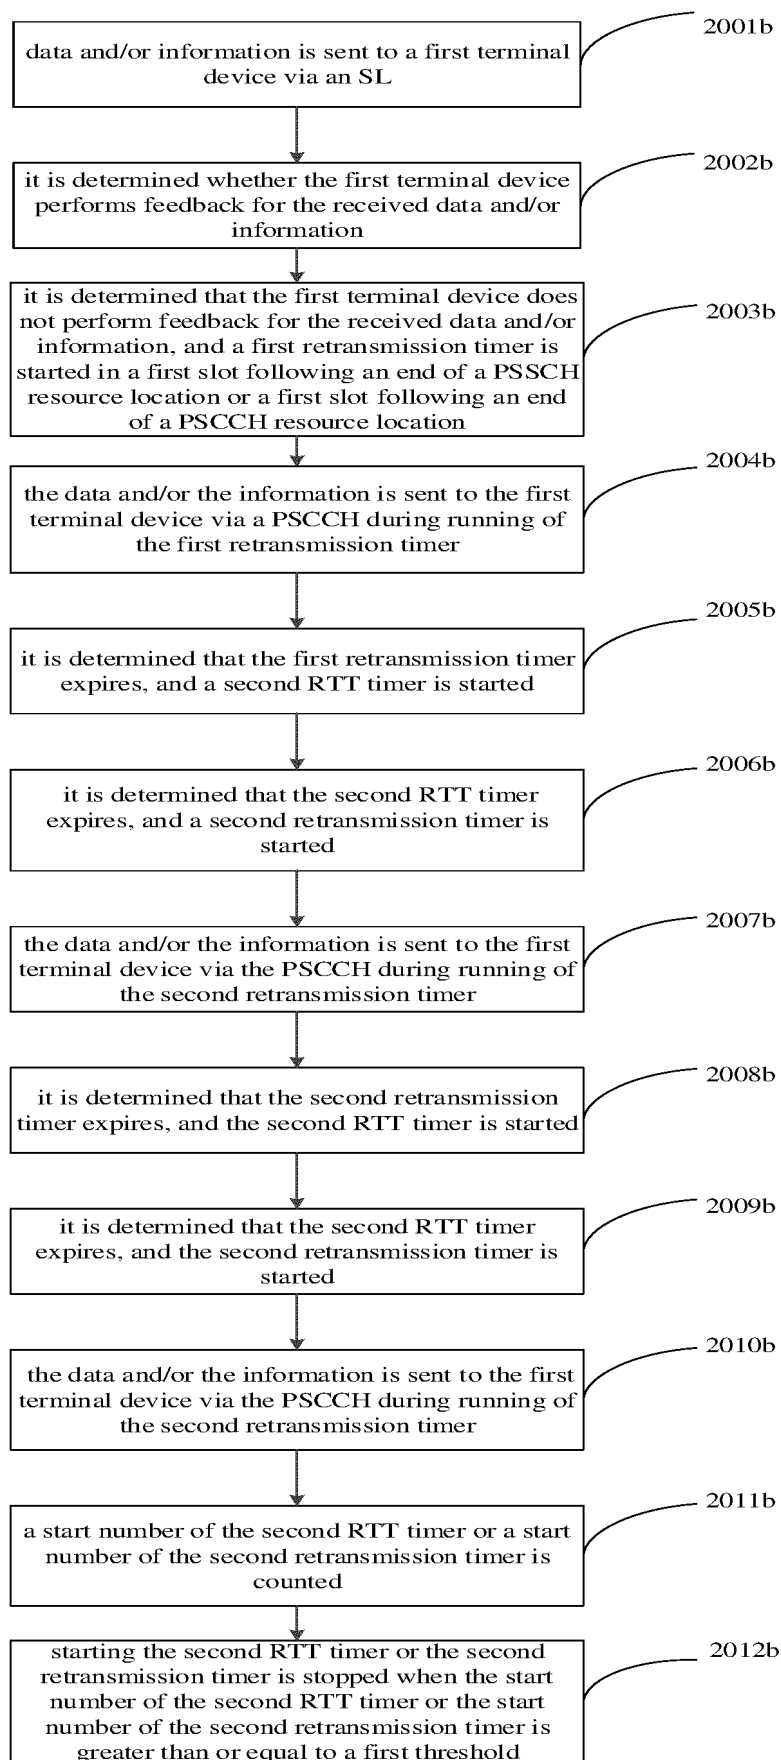 2001b
data and/or information is sent to a first terminal
device via an SL
2002b
it is determined whether the first terminal device
performs feedback for the received data and/or
information
2003b
it is determined that the first terminal device does
not perform feedback for the received data and/or
information, and a first retransmission timer is
started in a first slot following an end of a PSSCH
resource location or a first slot following an end
of a PSCCH resource location
2004b
the data and/or the information is sent to the first
terminal device via a PSCCH during running of
the first retransmission timer
2005b
it is determined that the first retransmission timer
expires, and a second RTT timer is started
2006b
it is determined that the second RTT timer
expires, and a second retransmission timer is
started
2007b
the data and/or the information is sent to the first
terminal device via the PSCCH during running of
the second retransmission timer
2008b
it is determined that the second retransmission
timer expires, and the second RTT timer is started
2009b
it is determined that the second RTT timer
expires, and the second retransmission timer is
started
2010b
the data and/or the information is sent to the first
terminal device via the PSCCH during running of
the second retransmission timer
2011b
a start number of the second RTT timer or a start
number of the second retransmission timer is
counted
2012b
starting the second RTT timer or the second
retransmission timer is stopped when the start
number of the second RTT timer or the start
number of the second retransmission timer is
greater than or equal to a first threshold